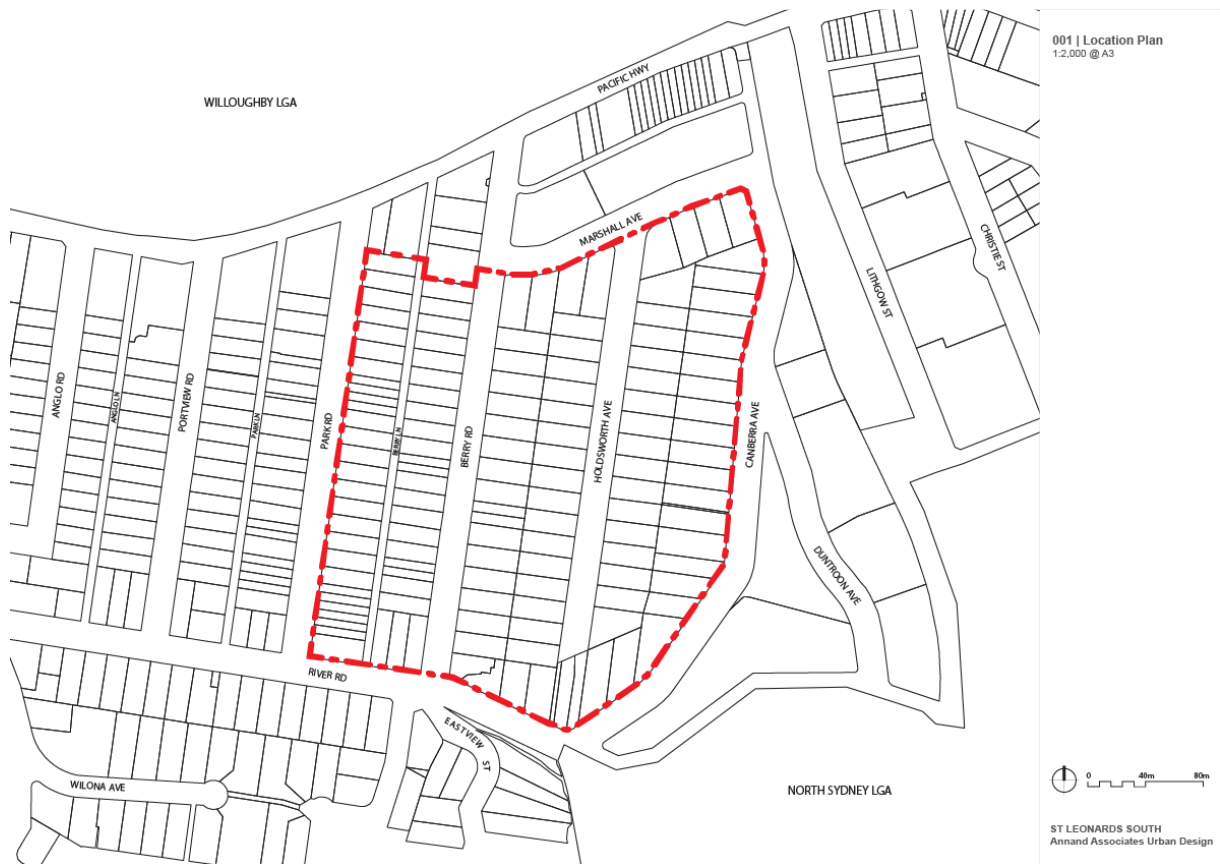 001 | Location Plan
1:2,000 @ A3
WILLOUGHBY LGA
PACIFIC HWY
MARSHALL AVE
CHRISTIE ST
LITHGOW ST
ANGLO RD
ANGLO LN
PORTVIEW RD
PARK LN
PARK RD
BERRY LN
BERRY RD
HOLDSWORTH AVE
CANBERRA AVE
DUNTROON AVE
RIVER RD
EASTVIEW ST
WILONA AVE
NORTH SYDNEY LGA
0 40m 80m
ST LEONARDS SOUTH
Annand Associates Urban Design